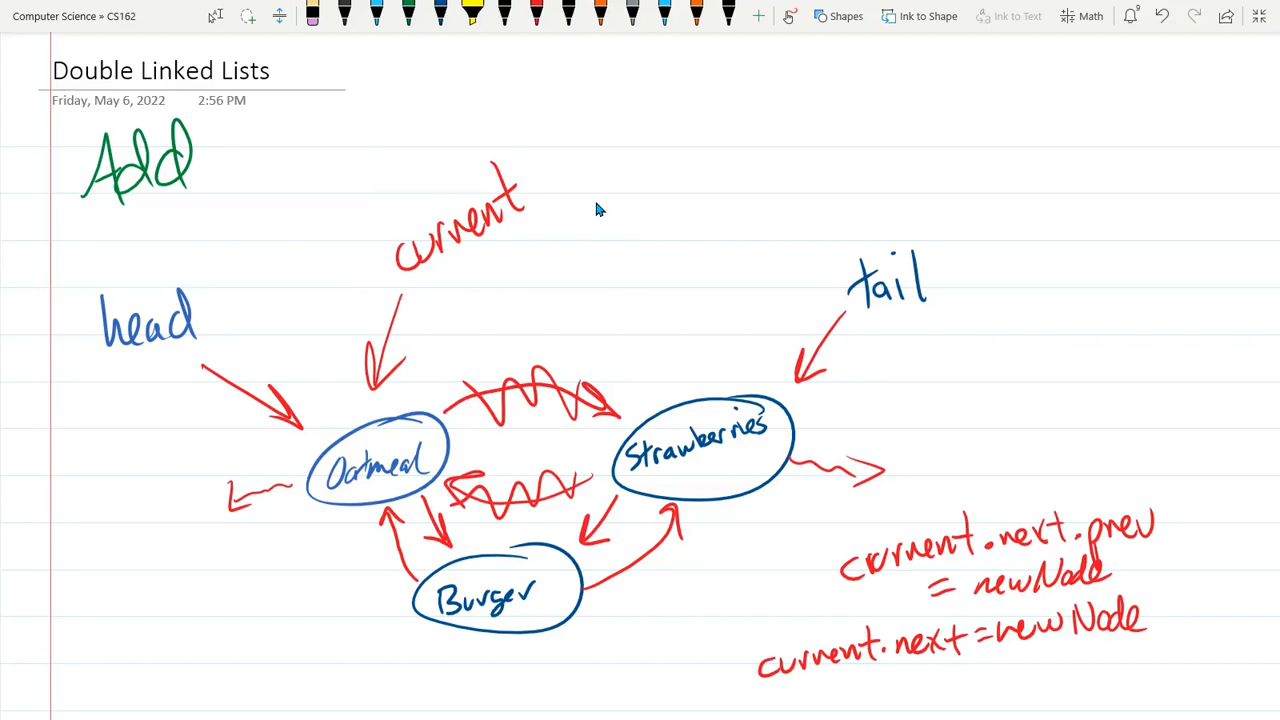 Computer Science » CS162
Shapes
Ink to Shape
Ink to Text
Math
Double Linked Lists
Friday, May 6, 2022 2:56 PM
Add
current
tail
head
Oatmeal
Strawberries
Burger
current.next.prev
= newNode
current.next = newNode